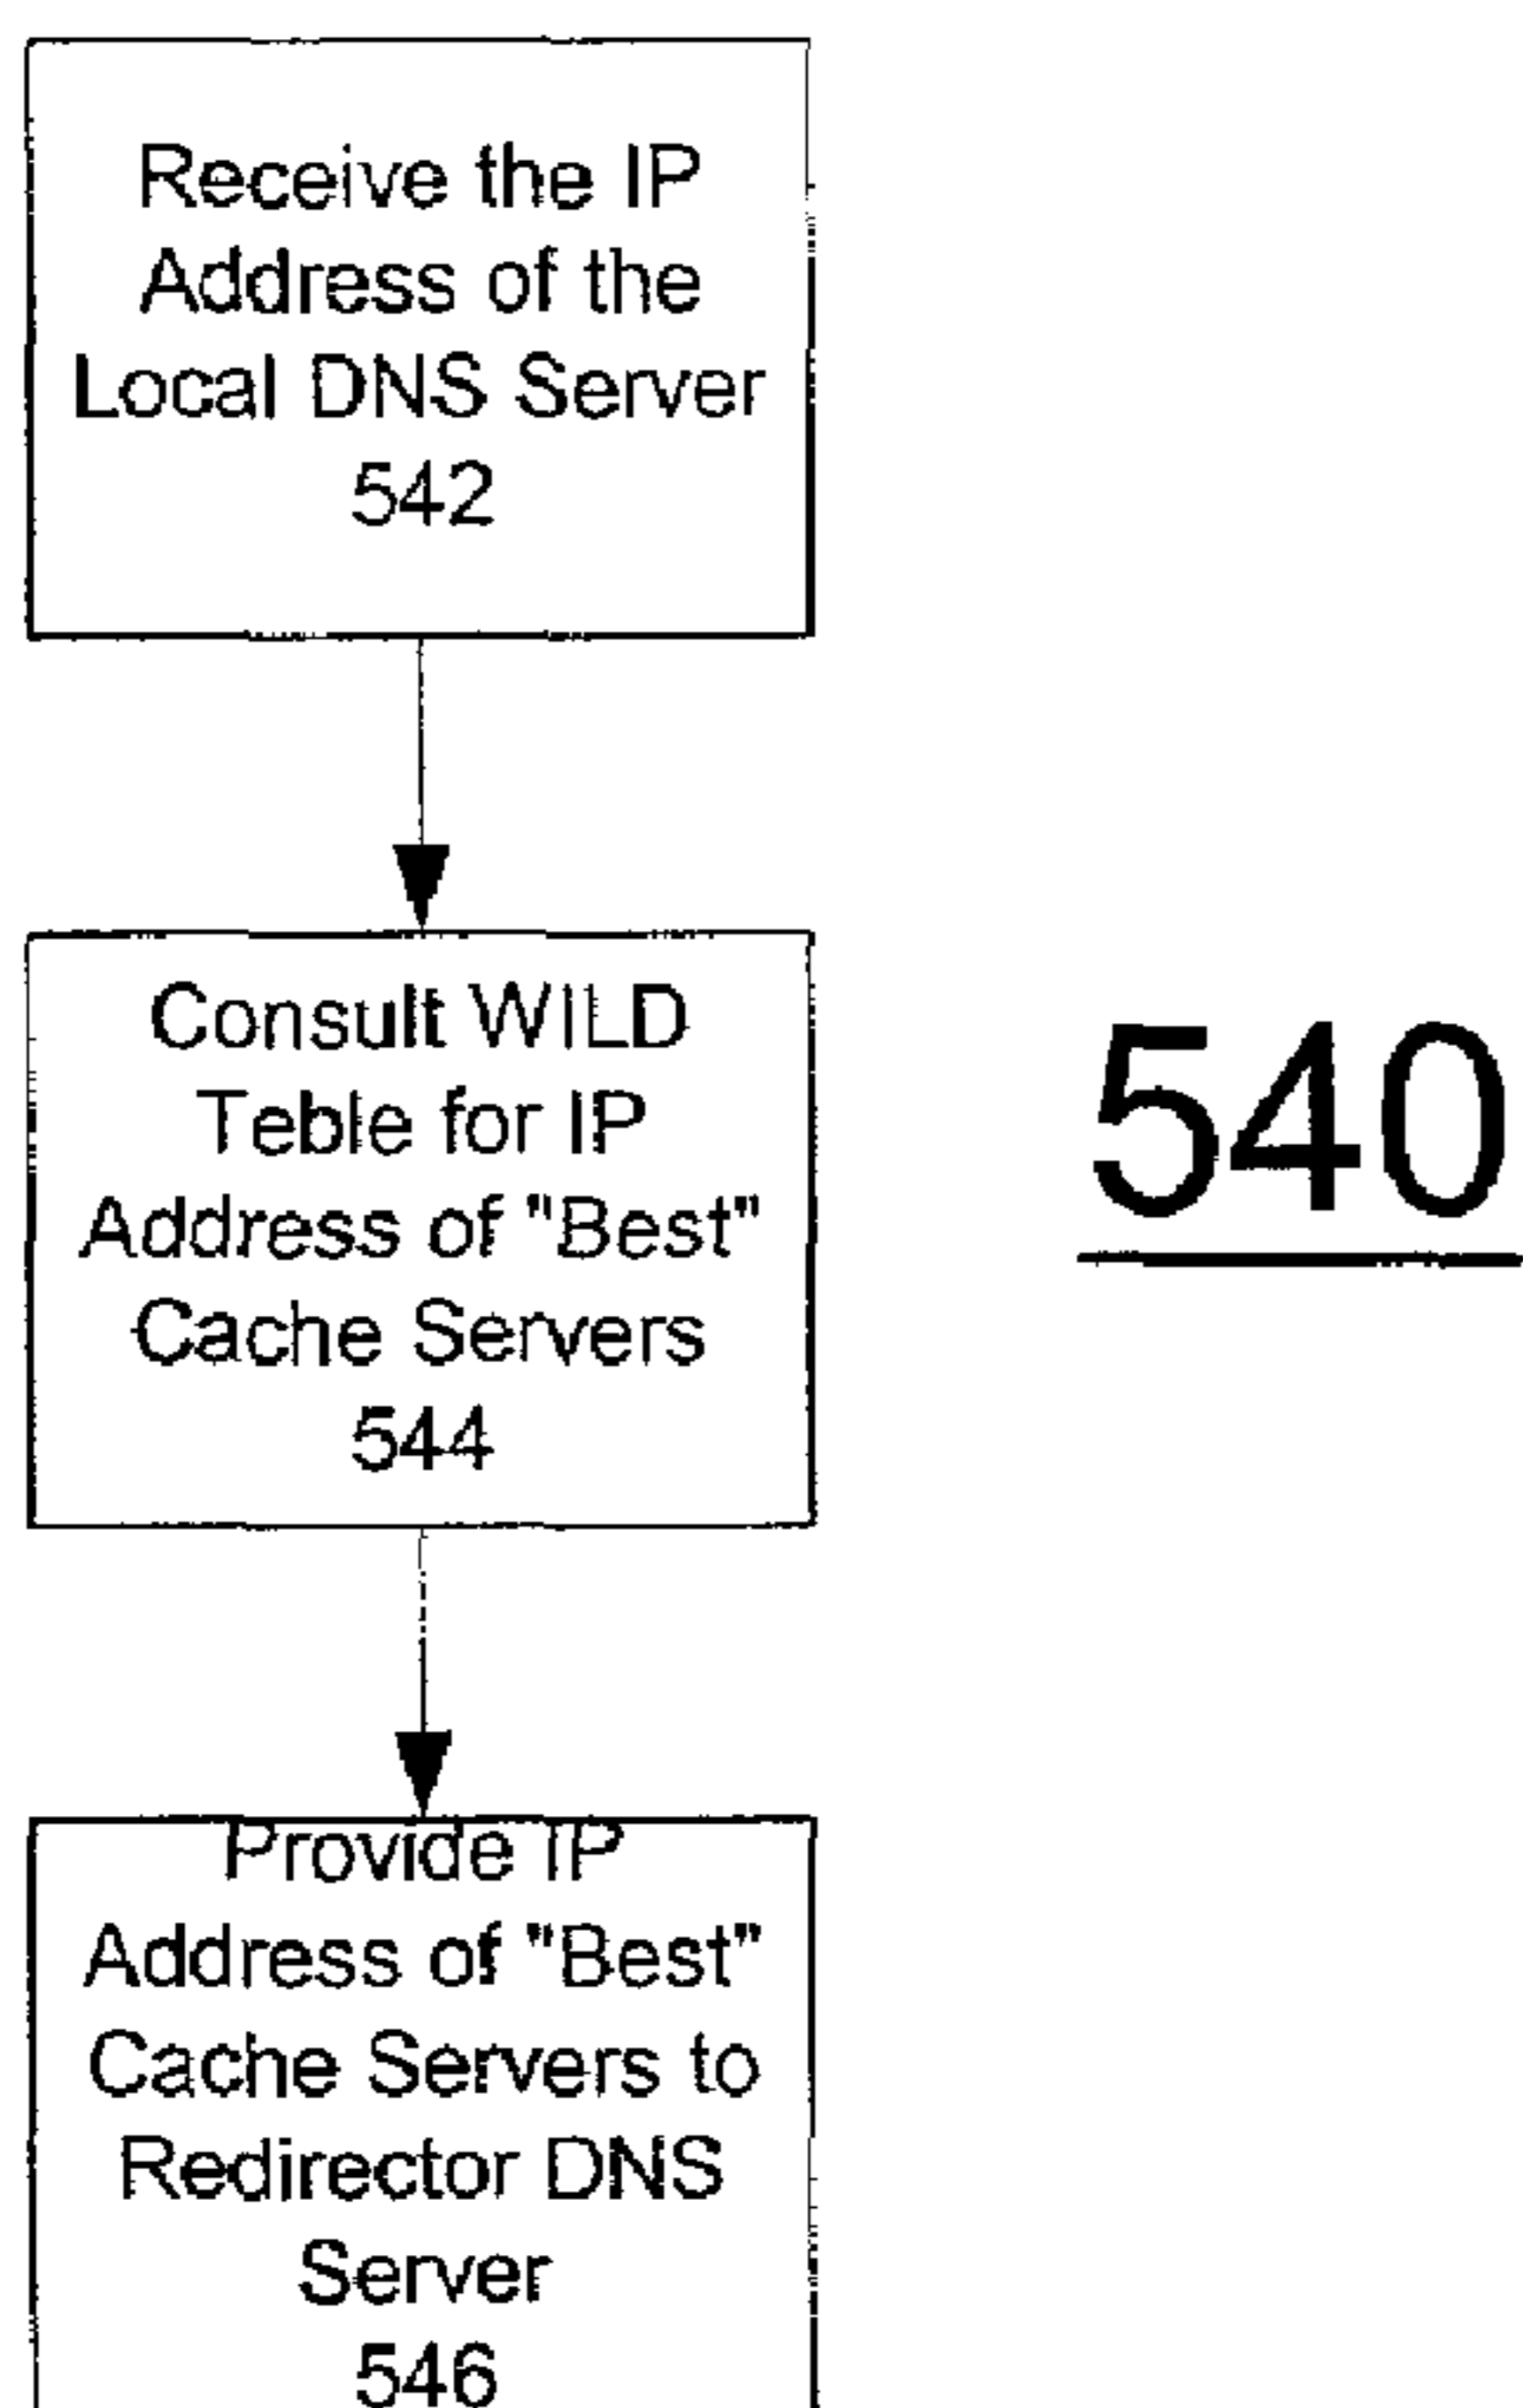 Receive the IP
Address of the
Local DNS Server
542
Consult WILD
Teble for IP
Address of "Best"
Cache Servers
544
540
Provide IP
Address of "Best"
Cache Servers to
Redirector DNS
Server
546